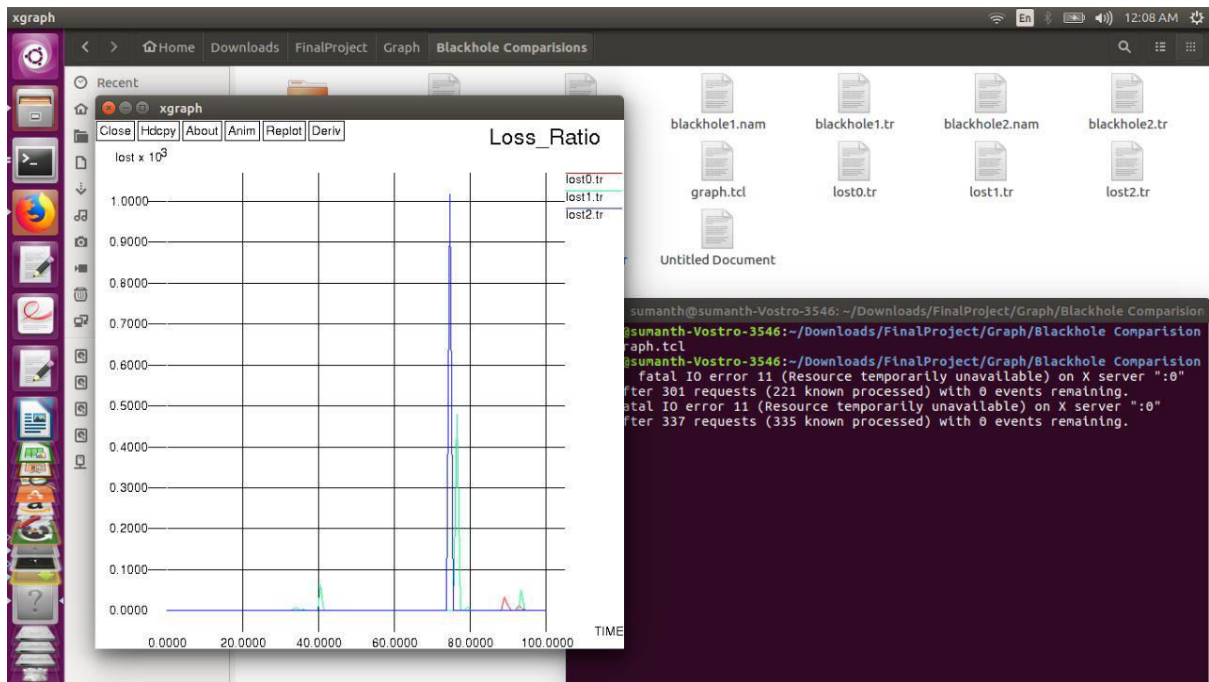 xgraph
En
12:08 AM
Home Downloads FinalProject Graph Blackhole Comparisions
Recent
xgraph
Close Hdcpy About Anim Replot Deriv
Loss_Ratio
lost x 10^3
lost0.tr
lost1.tr
lost2.tr
1.0000
0.9000
0.8000
0.7000
0.6000
0.5000
0.4000
0.3000
0.2000
0.1000
0.0000
TIME
0.0000 20.0000 40.0000 60.0000 80.0000 100.0000
blackhole1.nam blackhole1.tr blackhole2.nam blackhole2.tr
graph.tcl lost0.tr lost1.tr lost2.tr
Untitled Document
sumanth@sumanth-Vostro-3546: ~/Downloads/FinalProject/Graph/Blackhole Comparision
@sumanth-Vostro-3546:~/Downloads/FinalProject/Graph/Blackhole Comparision
raph.tcl
@sumanth-Vostro-3546:~/Downloads/FinalProject/Graph/Blackhole Comparision
fatal IO error 11 (Resource temporarily unavailable) on X server ":0"
fter 301 requests (221 known processed) with 0 events remaining.
atal IO error 11 (Resource temporarily unavailable) on X server ":0"
fter 337 requests (335 known processed) with 0 events remaining.